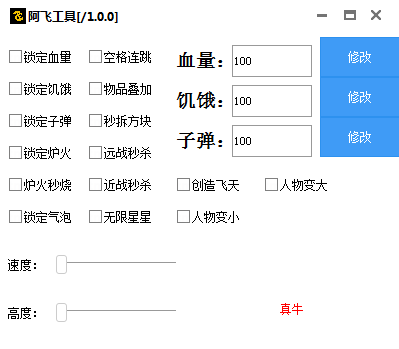 阿飞工具[/1.0.0]
锁定血量 空格连跳 血量: 100 修改
锁定饥饿 物品叠加 饥饿: 100 修改
锁定子弹 秒拆方块 子弹: 100 修改
锁定炉火 远战秒杀
炉火秒烧 近战秒杀 创造飞天 人物变大
锁定气泡 无限星星 人物变小
速度:
高度: 真牛